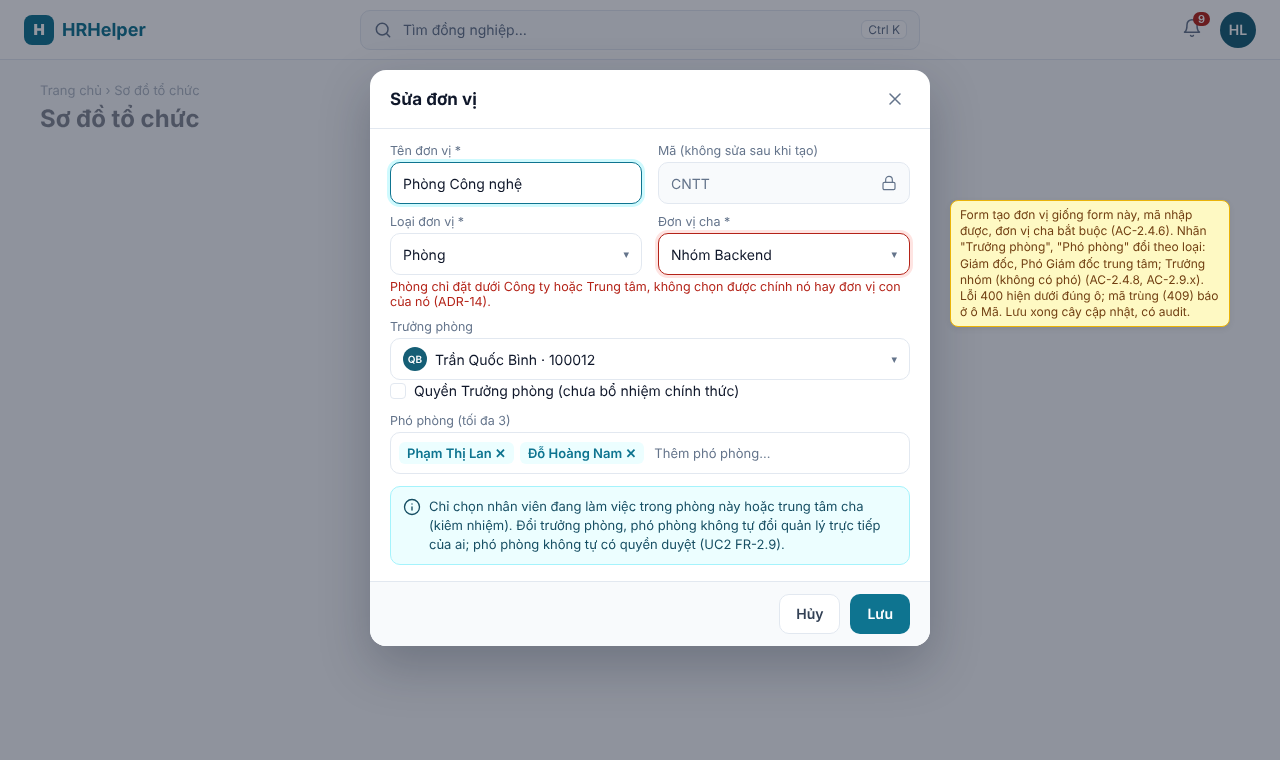 H HRHelper
Tìm đồng nghiệp...
Ctrl K
9
HL
Trang chủ › Sơ đồ tổ chức
Sơ đồ tổ chức
Sửa đơn vị
Tên đơn vị *
Mã (không sửa sau khi tạo)
Phòng Công nghệ
CNTT
Loại đơn vị *
Đơn vị cha *
Phòng
Nhóm Backend
Phòng chỉ đặt dưới Công ty hoặc Trung tâm, không chọn được chính nó hay đơn vị con
của nó (ADR-14).
Trưởng phòng
QB Trần Quốc Bình · 100012
Quyền Trưởng phòng (chưa bổ nhiệm chính thức)
Phó phòng (tối đa 3)
Phạm Thị Lan ✕ Đỗ Hoàng Nam ✕ Thêm phó phòng...
Chỉ chọn nhân viên đang làm việc trong phòng này hoặc trung tâm cha
(kiêm nhiệm). Đổi trưởng phòng, phó phòng không tự đổi quản lý trực tiếp
của ai; phó phòng không tự có quyền duyệt (UC2 FR-2.9).
Hủy
Lưu
Form tạo đơn vị giống form này, mã nhập
được, đơn vị cha bắt buộc (AC-2.4.6). Nhãn
"Trưởng phòng", "Phó phòng" đổi theo loại:
Giám đốc, Phó Giám đốc trung tâm; Trưởng
nhóm (không có phó) (AC-2.4.8, AC-2.9.x).
Lỗi 400 hiện dưới đúng ô; mã trùng (409) báo
ở ô Mã. Lưu xong cây cập nhật, có audit.